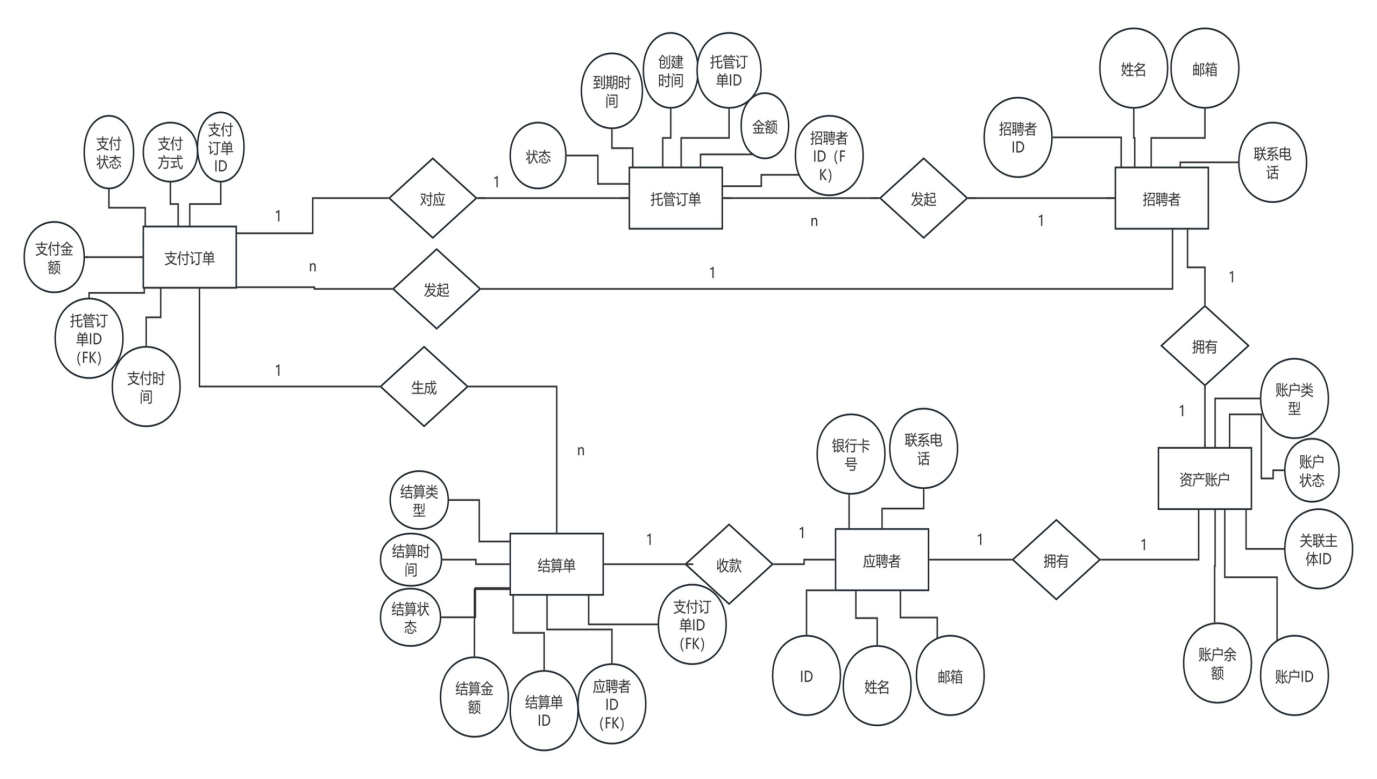 创建
时间
托管订
单ID
到期时
间
金额
状态
招聘者
ID（F
K）
姓名
邮箱
招聘者
ID
联系电
话
支付
状态
支付
方式
支付
订单
ID
1
对应
1
托管订单
n
发起
1
招聘者
支付金
额
支付订单
n
发起
1
1
托管订
单ID
（FK）
支付时
间
1
生成
n
拥有
1
账户类
型
账户
状态
资产账户
关联主
体ID
银行卡
号
联系电
话
结算类
型
结算时
间
结算状
态
结算单
1
收款
1
应聘者
1
拥有
1
支付订
单ID
（FK）
结算金
额
结算单
ID
应聘者
ID
（FK）
ID
姓名
邮箱
账户余
额
账户ID